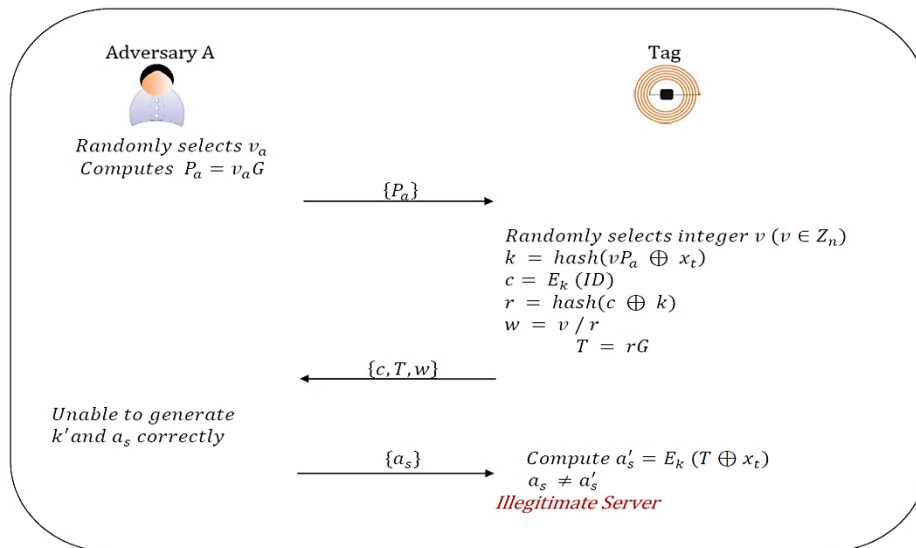 Adversary A
Tag
Randomly selects v_a
Computes P_a = v_aG
{P_a}
Randomly selects integer v (v ∈ Z_n)
k = hash(vP_a ⊕ x_t)
c = E_k (ID)
r = hash(c ⊕ k)
w = v / r
T = rG
{c, T, w}
Unable to generate
k′and a_s correctly
{a_s}
Compute a′_s = E_k (T ⊕ x_t)
a_s ≠ a′_s
Illegitimate Server